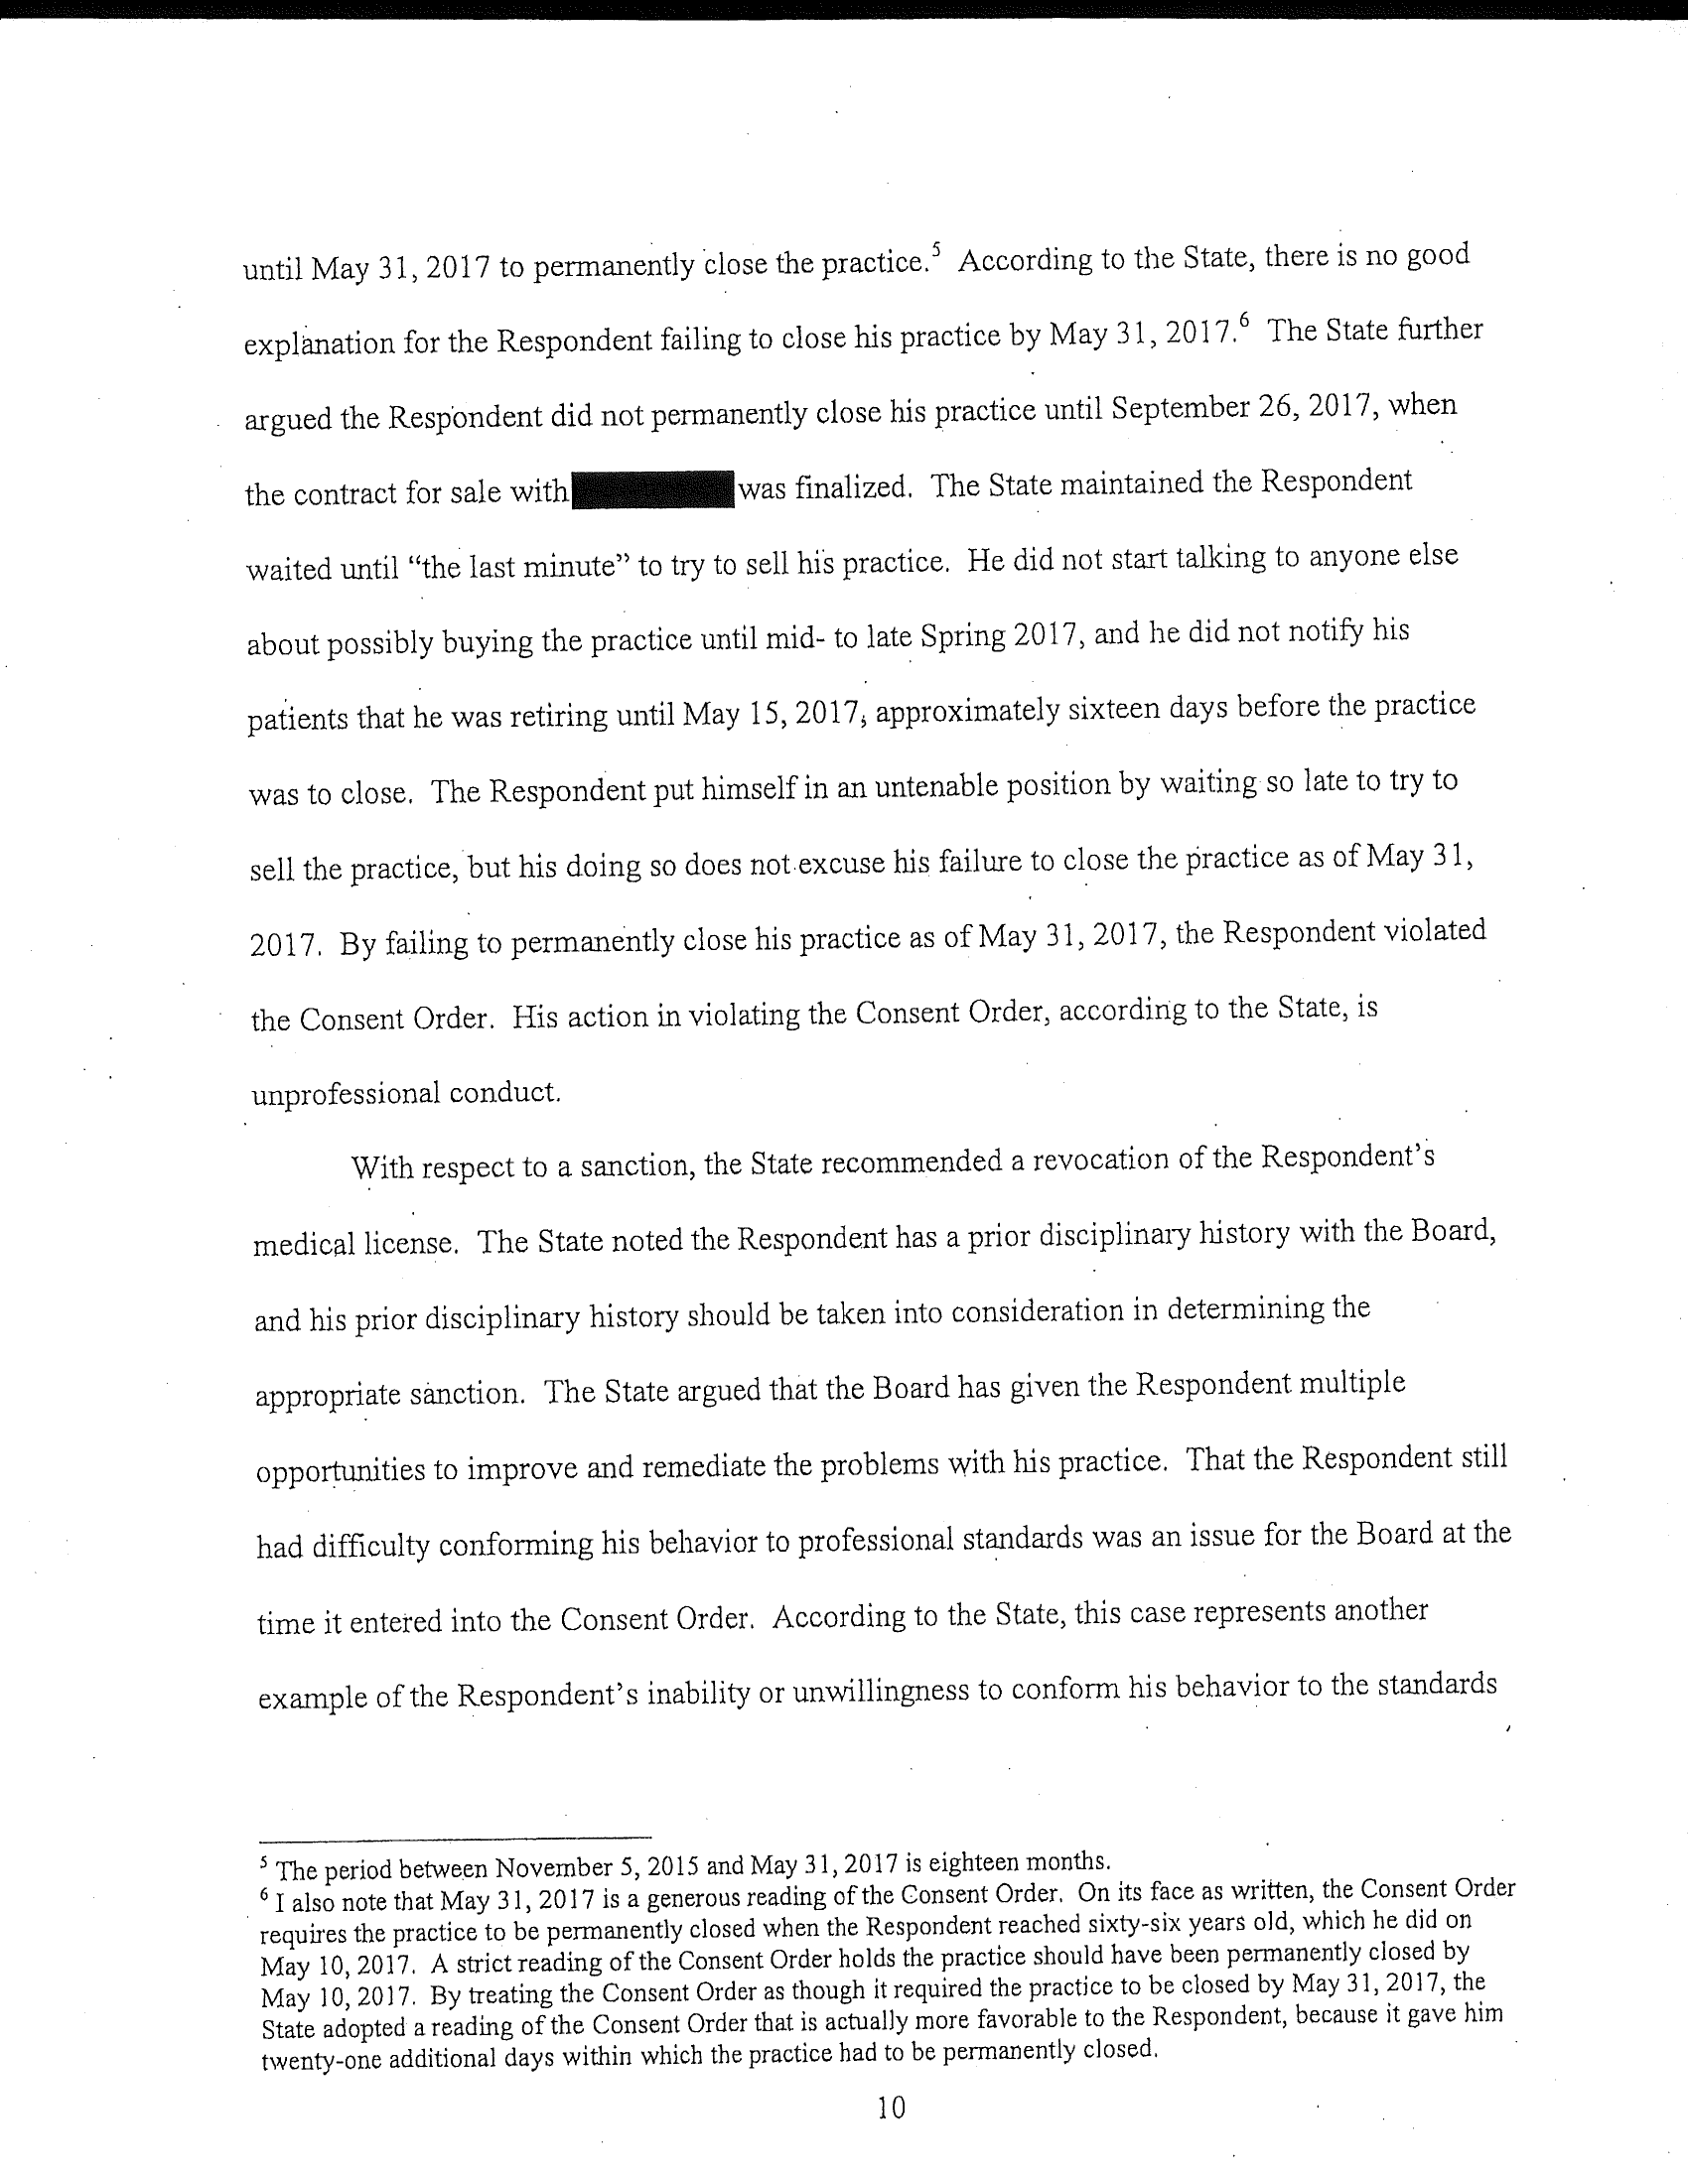 until May 31, 2017 to permanently close the practice.5 According to the State, there is no good
explanation for the Respondent failing to close his practice by May 31, 2017.6 The State further
argued the Respondent did not permanently close his practice until September 26, 2017, when
the contract for sale with was finalized. The State maintained the Respondent
waited until “the last minute” to try to sell his practice. He did not start talking to anyone else
about possibly buying the practice until mid- to late Spring 2017, and he did not notify his
patients that he was retiring until May 15, 2017, approximately sixteen days before the practice
was to close. The Respondent put himself in an untenable position by waiting so late to try to
sell the practice, but his doing so does not excuse his failure to close the practice as of May 31,
2017. By failing to permanently close his practice as of May 31, 2017, the Respondent violated
the Consent Order. His action in violating the Consent Order, according to the State, is
unprofessional conduct.
With respect to a sanction, the State recommended a revocation of the Respondent’s
medical license. The State noted the Respondent has a prior disciplinary history with the Board,
and his prior disciplinary history should be taken into consideration in determining the
appropriate sanction. The State argued that the Board has given the Respondent multiple
opportunities to improve and remediate the problems with his practice. That the Respondent still
had difficulty conforming his behavior to professional standards was an issue for the Board at the
time it entered into the Consent Order. According to the State, this case represents another
example of the Respondent’s inability or unwillingness to conform his behavior to the standards
5 The period between November 5, 2015 and May 31, 2017 is eighteen months.
6 I also note that May 31, 2017 is a generous reading of the Consent Order. On its face as written, the Consent Order
requires the practice to be permanently closed when the Respondent reached sixty-six years old, which he did on
May 10, 2017. A strict reading of the Consent Order holds the practice should have been permanently closed by
May 10, 2017. By treating the Consent Order as though it required the practice to be closed by May 31, 2017, the
State adopted a reading of the Consent Order that is actually more favorable to the Respondent, because it gave him
twenty-one additional days within which the practice had to be permanently closed.
10